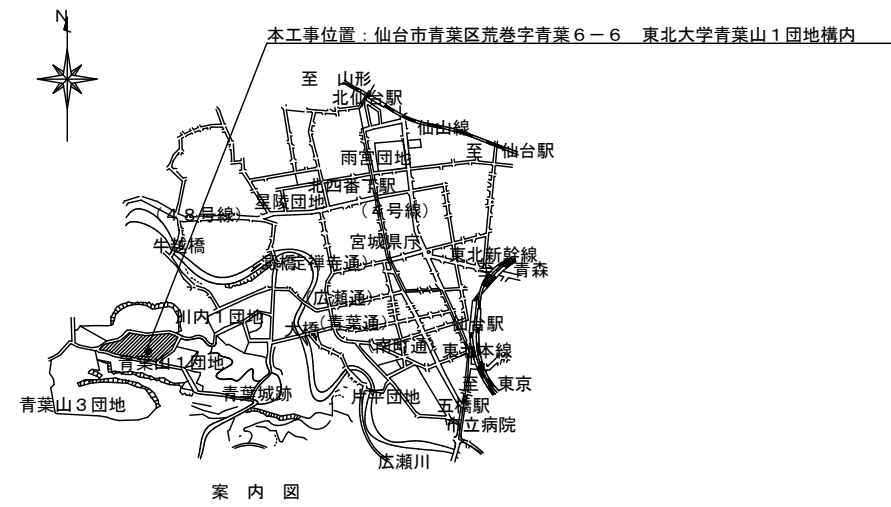 N
本工事位置：仙台市青葉区荒巻字青葉６－６　東北大学青葉山１団地構内
至　山形
北仙台駅
仙山線
至　仙台駅
雨宮団地
北四番丁駅
星陵団地
（４８号線）
（４号線）
牛越橋
宮城県庁
東北新幹線
至　青森
澱橋
（定禅寺通）
広瀬通）
川内１団地
大橋
（青葉通）
仙台駅
（南町通）
東北本線
青葉山１団地
至　東京
青葉城跡
片平団地
青葉山３団地
五橋駅
市立病院
広瀬川
案　内　図